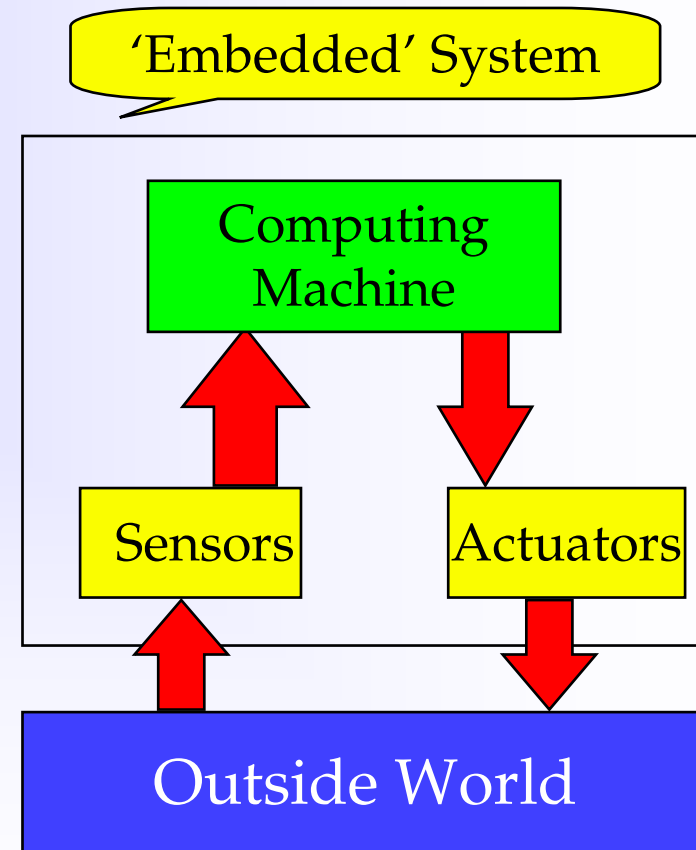 ‘Embedded’ System
Computing
Machine
Sensors
Actuators
Outside World